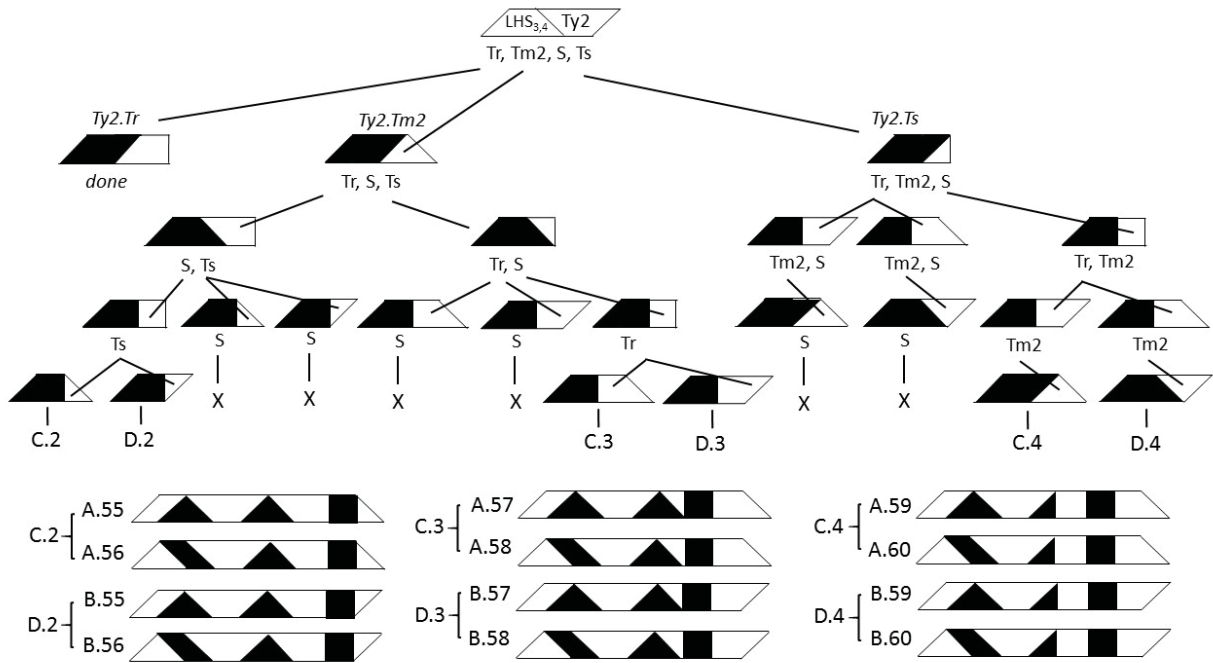 LHS3,4 Ty2
Tr, Tm2, S, Ts
Ty2.Tr Ty2.Tm2 Ty2.Ts
done Tr, S, Ts Tr, Tm2, S
S, Ts Tr, S Tm2, S Tm2, S Tr, Tm2
Ts S S S S Tr S S Tm2 Tm2
X X X X X X
C.2 D.2 C.3 D.3 C.4 D.4
A.55 A.57 A.59
C.2 C.3 C.4
A.56 A.58 A.60
B.55 B.57 B.59
D.2 D.3 D.4
B.56 B.58 B.60